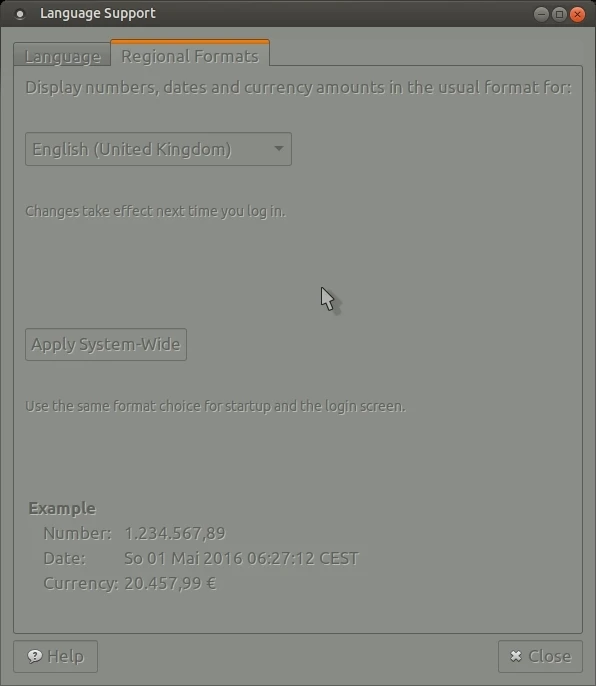 Language Support
Language
Regional Formats
Display numbers, dates and currency amounts in the usual format for:
English (United Kingdom)
Changes take effect next time you log in.
Apply System-Wide
Use the same format choice for startup and the login screen.
Example
Number: 1.234.567,89
Date: So 01 Mai 2016 06:27:12 CEST
Currency: 20.457,99 €
Help
Close